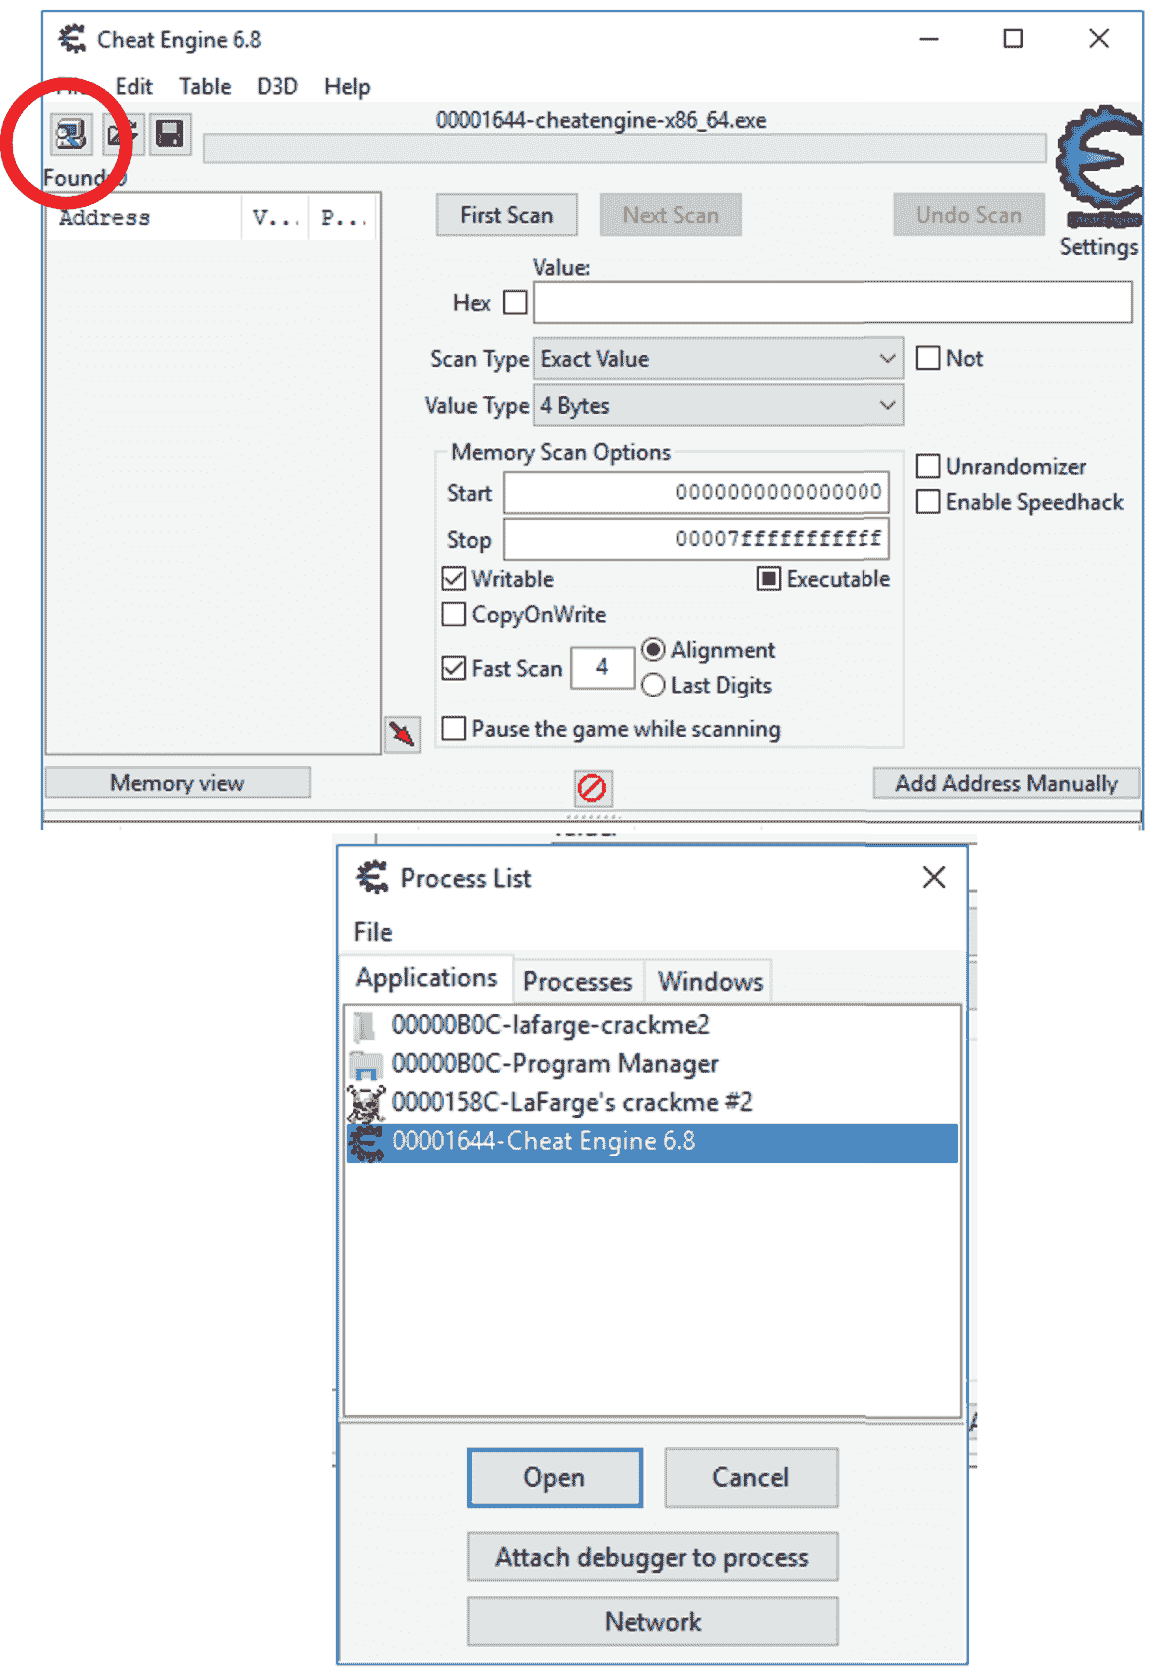 Cheat Engine 6.8
Edit Table D3D Help
00001644-cheatengine-x86_64.exe
Found
Address V... P...
First Scan Next Scan Undo Scan
Settings
Value:
Hex
Scan Type Exact Value Not
Value Type 4 Bytes
Memory Scan Options
Unrandomizer
Start 0000000000000000
Enable Speedhack
Stop 00007fffffffffff
Writable Executable
CopyOnWrite
Fast Scan 4 Alignment
Last Digits
Pause the game while scanning
Memory view Add Address Manually
Process List
File
Applications Processes Windows
00000B0C-lafarge-crackme2
00000B0C-Program Manager
0000158C-LaFarge's crackme #2
00001644-Cheat Engine 6.8
Open Cancel
Attach debugger to process
Network